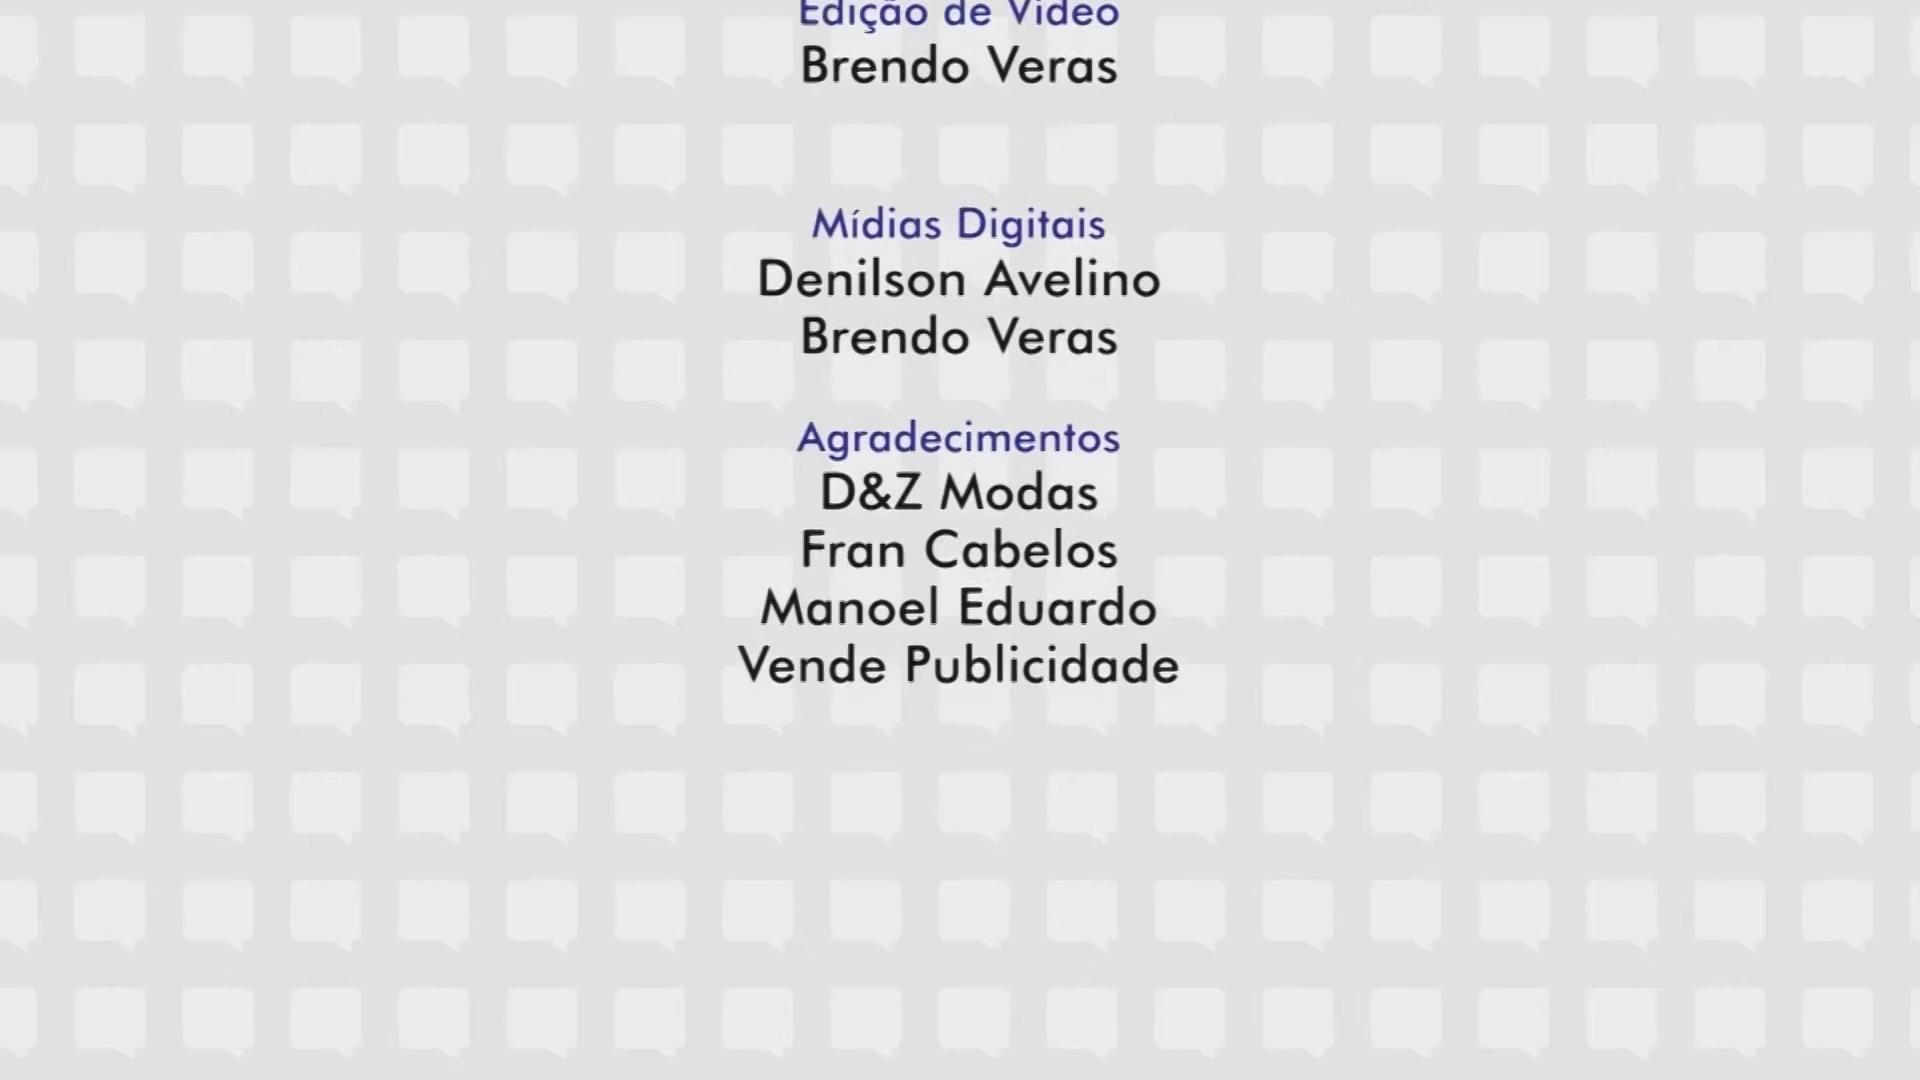 Edição de Vídeo
Brendo Veras
Mídias Digitais
Denilson Avelino
Brendo Veras
Agradecimentos
D&Z Modas
Fran Cabelos
Manoel Eduardo
Vende Publicidade